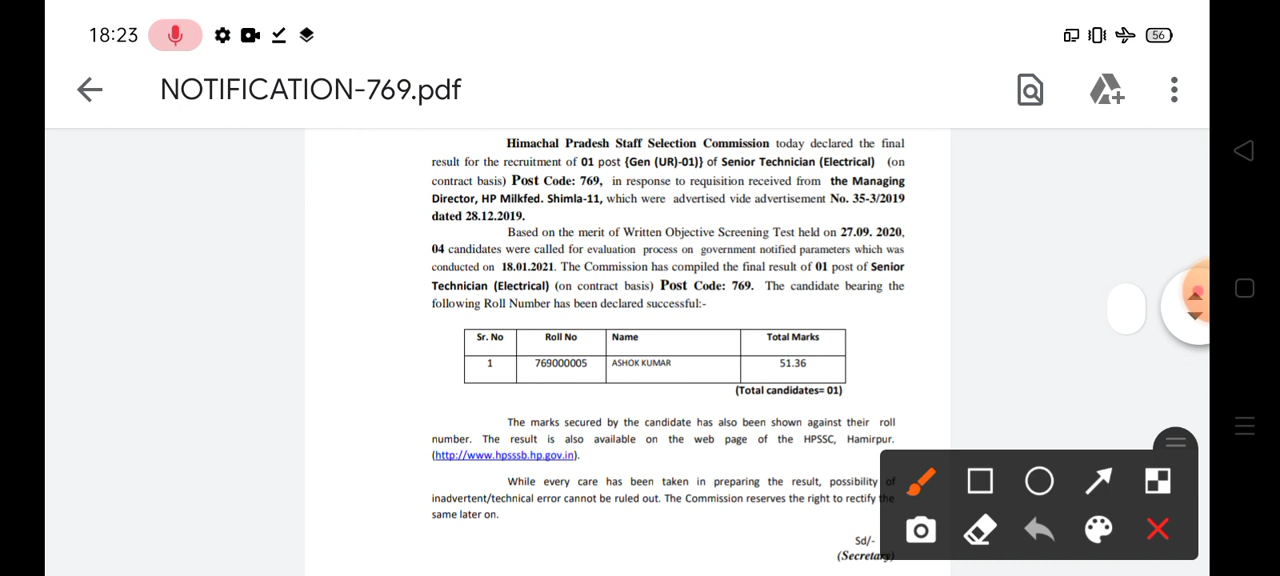 18:23
56
NOTIFICATION-769.pdf
Himachal Pradesh Staff Selection Commission today declared the final
result for the recruitment of 01 post {Gen (UR)-01)} of Senior Technician (Electrical) (on
contract basis) Post Code: 769, in response to requisition received from the Managing
Director, HP Milkfed. Shimla-11, which were advertised vide advertisement No. 35-3/2019
dated 28.12.2019.
Based on the merit of Written Objective Screening Test held on 27.09. 2020,
04 candidates were called for evaluation process on government notified parameters which was
conducted on 18.01.2021. The Commission has compiled the final result of 01 post of Senior
Technician (Electrical) (on contract basis) Post Code: 769. The candidate bearing the
following Roll Number has been declared successful:-
Sr. No Roll No Name Total Marks
1 769000005 ASHOK KUMAR 51.36
(Total candidates= 01)
The marks secured by the candidate has also been shown against their roll
number. The result is also available on the web page of the HPSSC, Hamirpur.
(http://www.hpsssb.hp.gov.in).
While every care has been taken in preparing the result, possibility of
inadvertent/technical error cannot be ruled out. The Commission reserves the right to rectify the
same later on.
Sd/-
(Secretary)